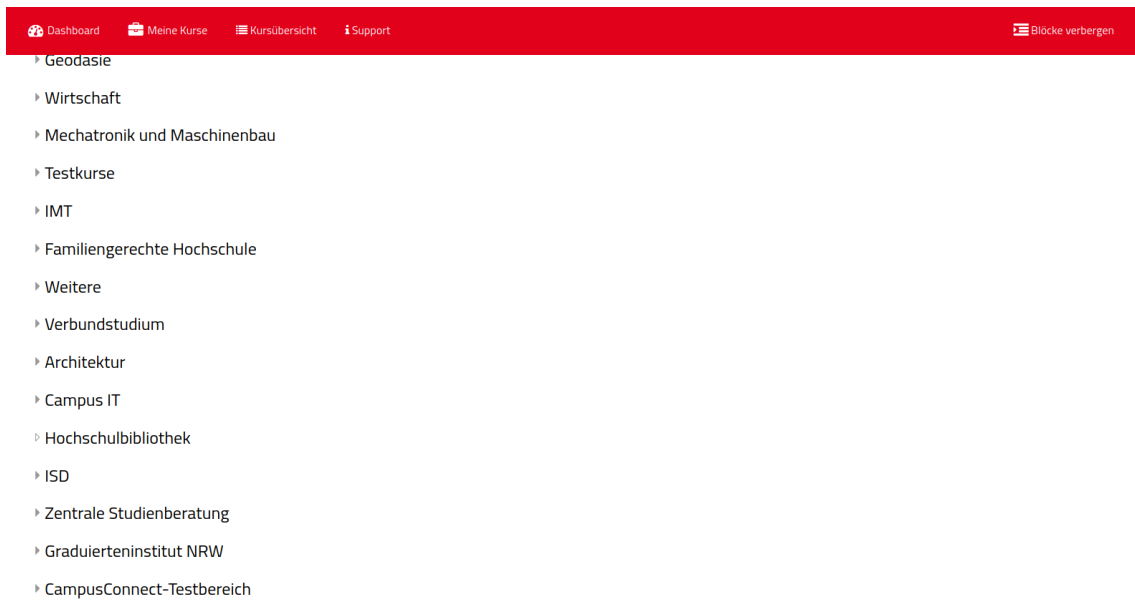 Dashboard Meine Kurse Kursübersicht Support Blöcke verbergen
Geodäsie
Wirtschaft
Mechatronik und Maschinenbau
Testkurse
IMT
Familiengerechte Hochschule
Weitere
Verbundstudium
Architektur
Campus IT
Hochschulbibliothek
ISD
Zentrale Studienberatung
Graduierteninstitut NRW
CampusConnect-Testbereich